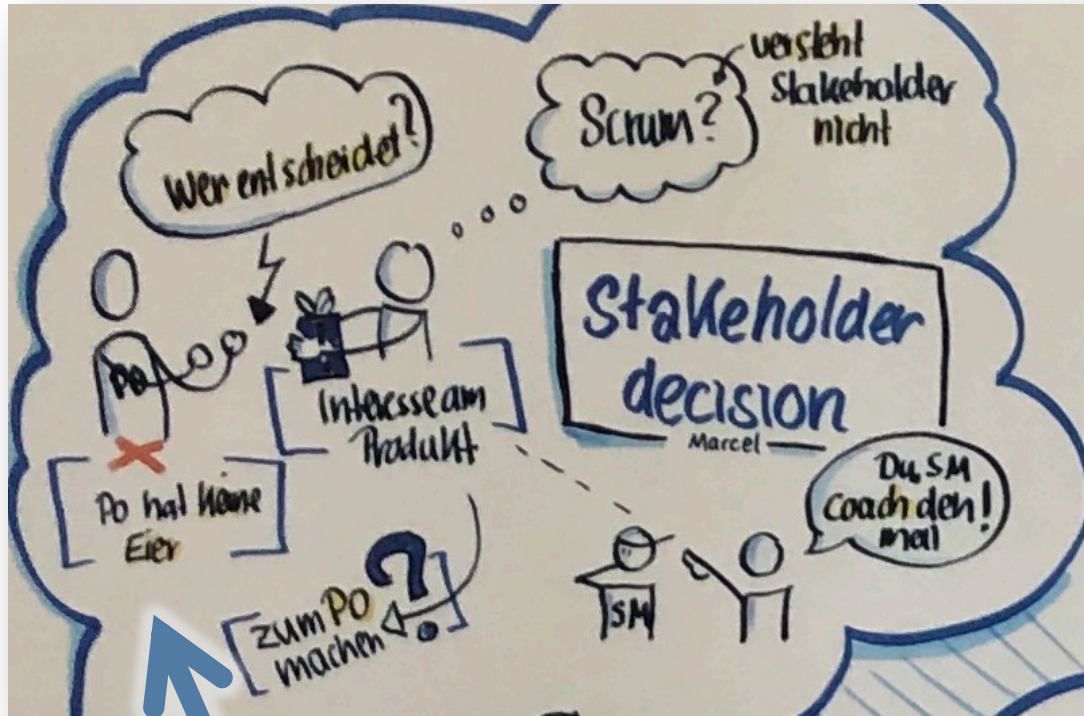 Wer entscheidet?
Scrum?
versteht
Stakeholder
nicht
PO
Interesse am
Produkt
Stakeholder
decision
Marcel
Po hat keine
Eier
zum PO
machen
?
SM
Du, SM
Coach den!
mal